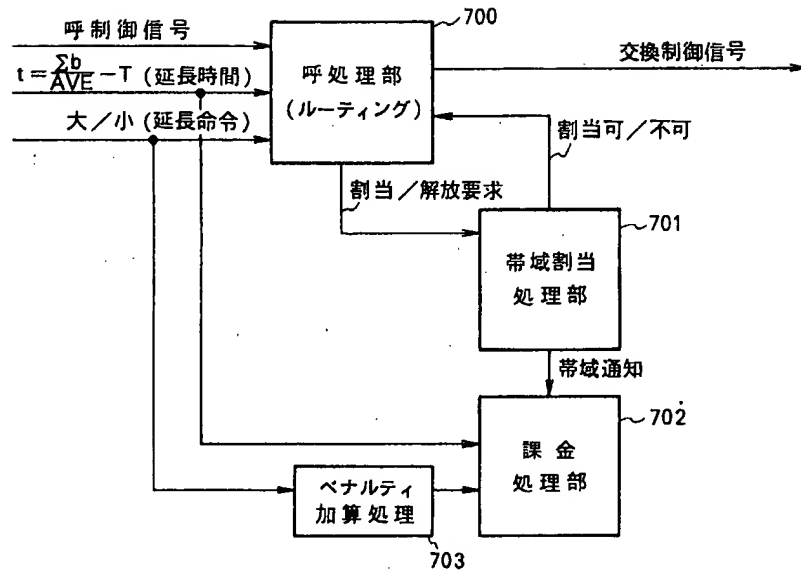 700
呼制御信号
呼処理部
(ルーティング)
交換制御信号
t=Σb/AVE-T (延長時間)
大/小 (延長命令)
割当可/不可
割当/解放要求
701
帯域割当
処理部
帯域通知
702
課金
処理部
ペナルティ
加算処理
703